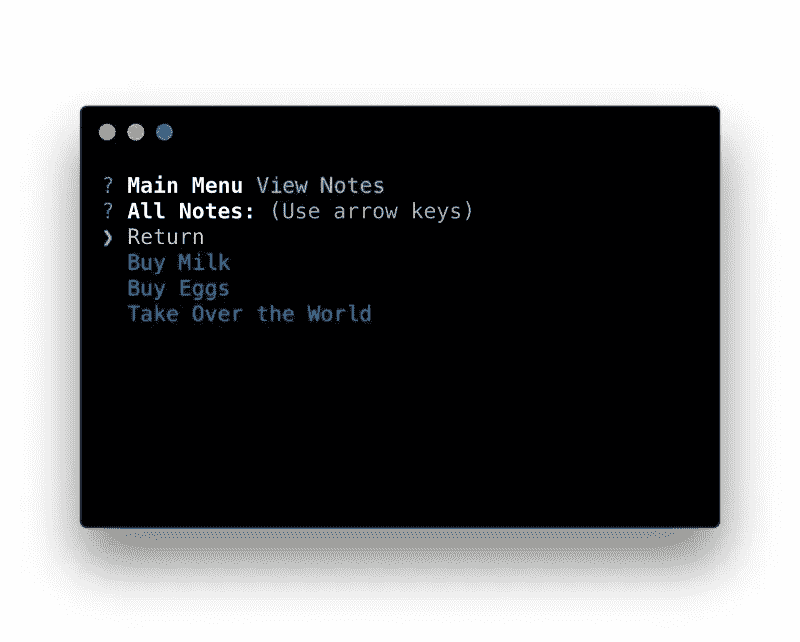 ? Main Menu View Notes
? All Notes: (Use arrow keys)
❯ Return
Buy Milk
Buy Eggs
Take Over the World